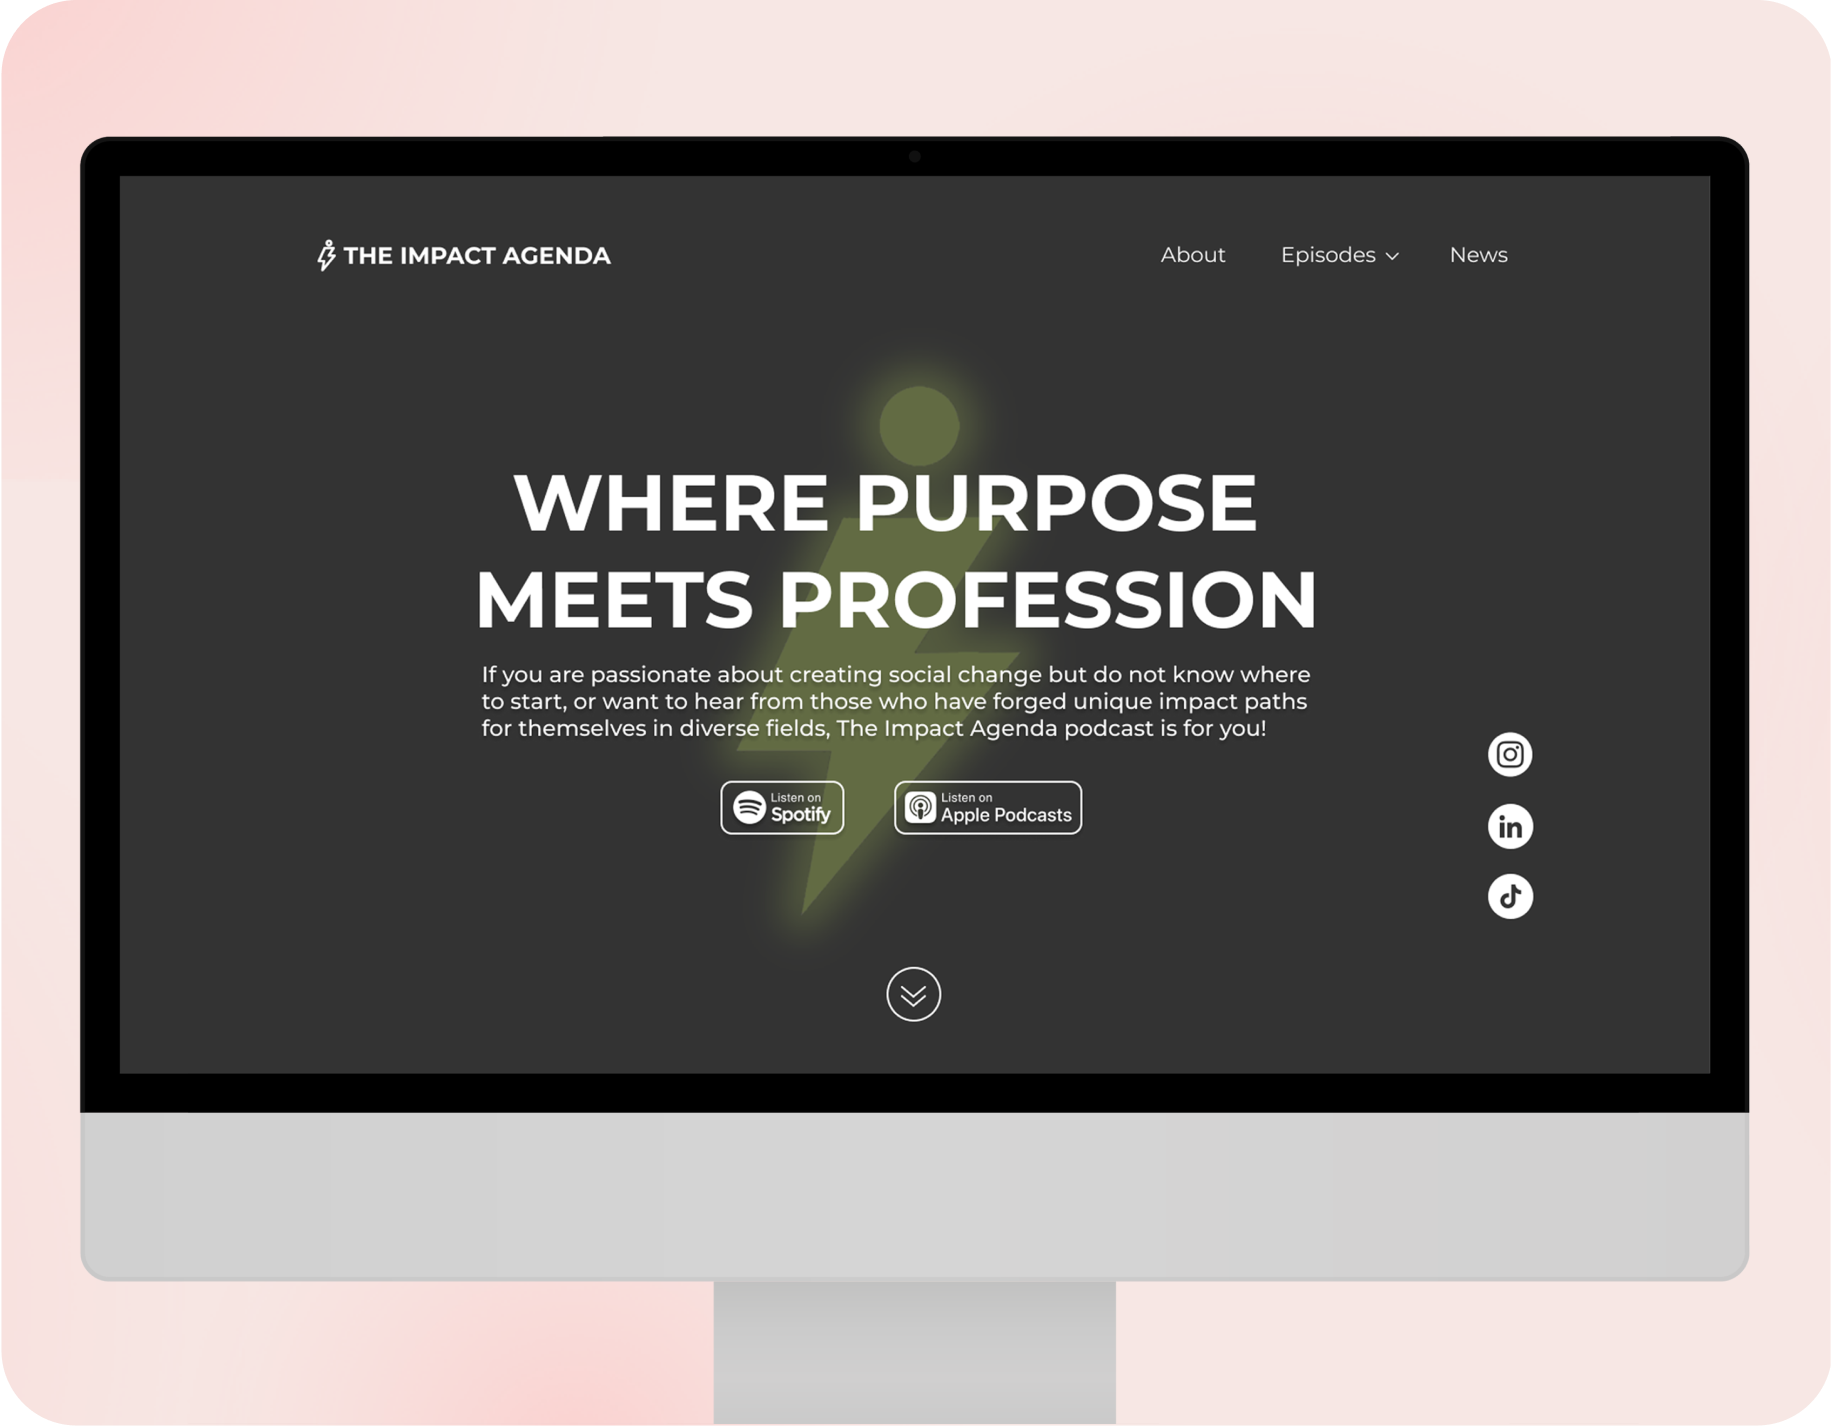 THE IMPACT AGENDA
About Episodes News
WHERE PURPOSE
MEETS PROFESSION
If you are passionate about creating social change but do not know where
to start, or want to hear from those who have forged unique impact paths
for themselves in diverse fields, The Impact Agenda podcast is for you!
Listen on
Spotify
Listen on
Apple Podcasts
in